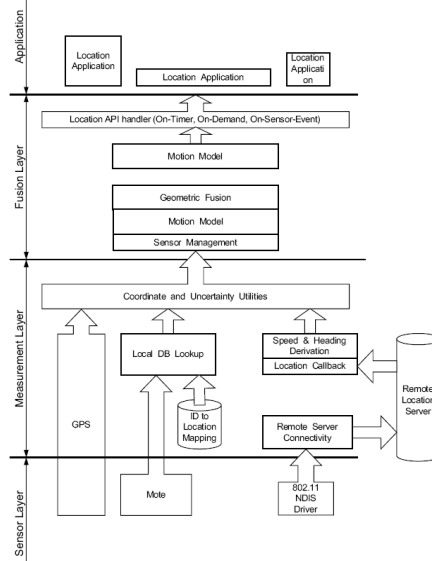 Application
Location
Application
Location Application
Location
Applicati
on
Fusion Layer
Location API handler (On-Timer, On-Demand, On-Sensor-Event)
Motion Model
Geometric Fusion
Motion Model
Sensor Management
Measurement Layer
Coordinate and Uncertainty Utilities
Local DB Lookup
Speed & Heading
Derivation
Location Callback
Remote
Location
Server
GPS
ID to
Location
Mapping
Remote Server
Connectivity
Sensor Layer
Mote
802.11
NDIS
Driver